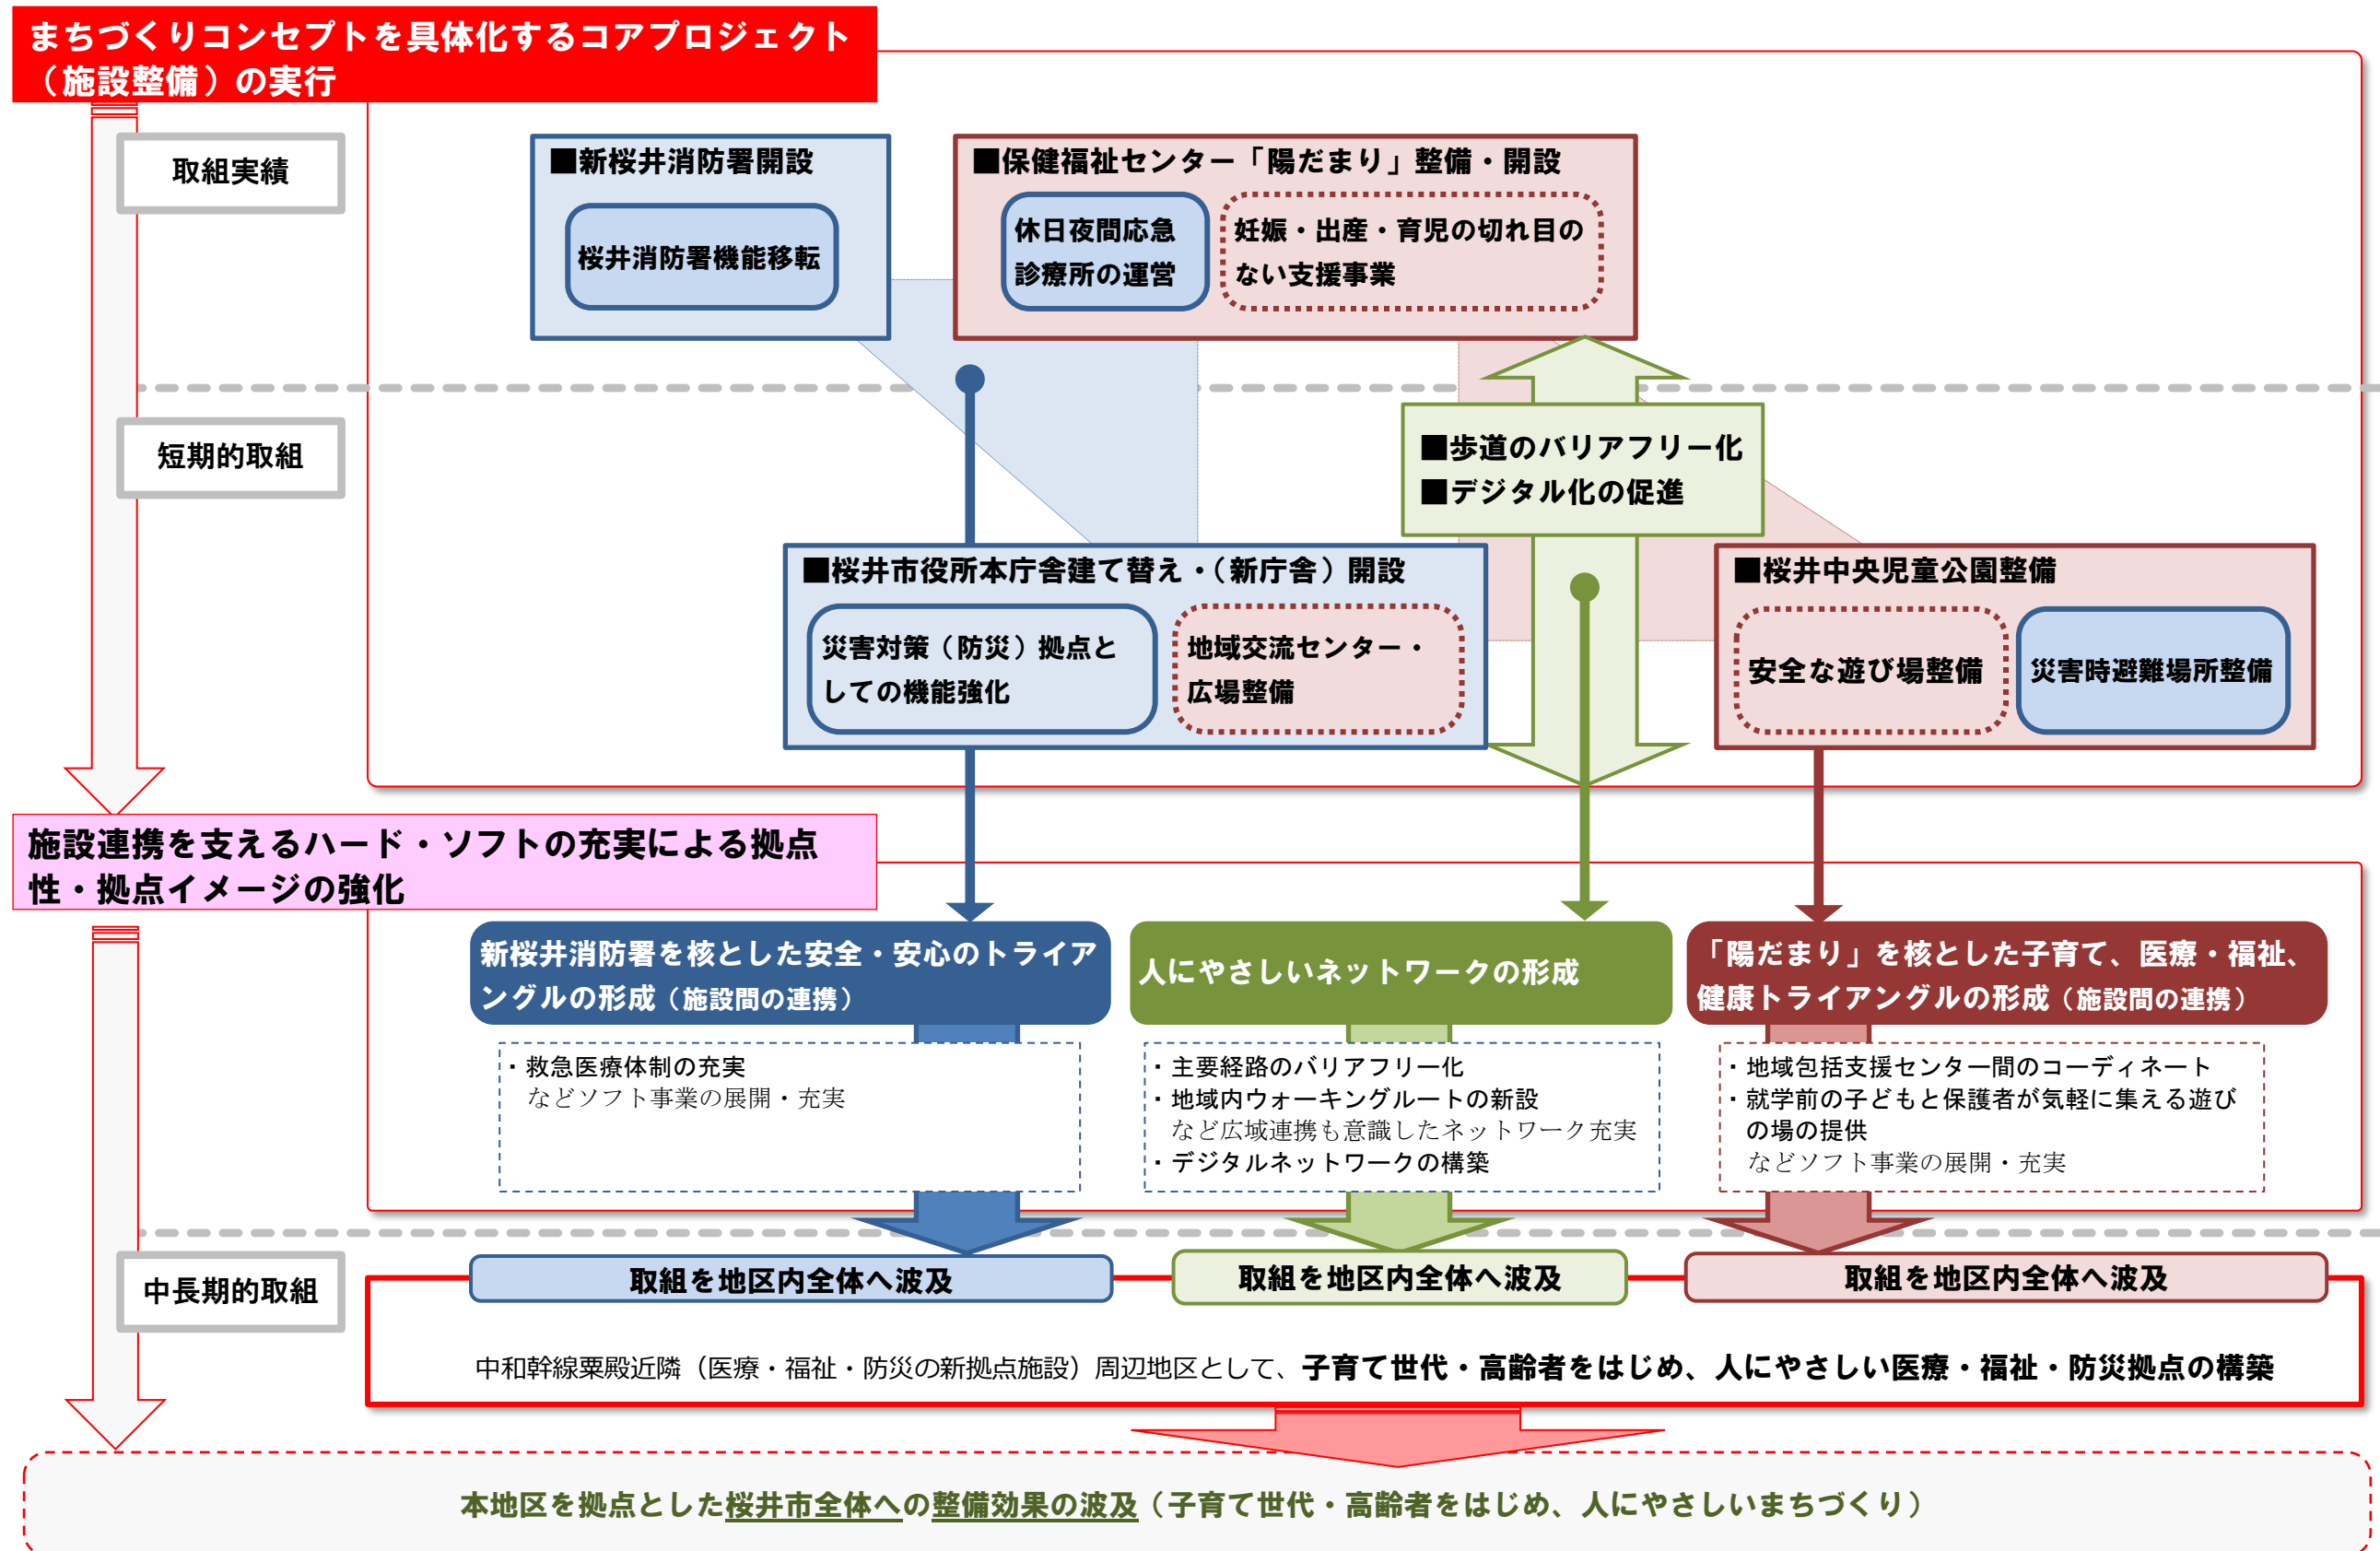 まちづくりコンセプトを具体化するコアプロジェクト
（施設整備）の実行
取組実績
■新桜井消防署開設
桜井消防署機能移転
■保健福祉センター「陽だまり」整備・開設
休日夜間応急
診療所の運営
妊娠・出産・育児の切れ目の
ない支援事業
短期的取組
■歩道のバリアフリー化
■デジタル化の促進
■桜井市役所本庁舎建て替え・（新庁舎）開設
災害対策（防災）拠点と
しての機能強化
地域交流センター・
広場整備
■桜井中央児童公園整備
安全な遊び場整備
災害時避難場所整備
施設連携を支えるハード・ソフトの充実による拠点
性・拠点イメージの強化
新桜井消防署を核とした安全・安心のトライア
ングルの形成（施設間の連携）
・救急医療体制の充実
などソフト事業の展開・充実
人にやさしいネットワークの形成
・主要経路のバリアフリー化
・地域内ウォーキングルートの新設
など広域連携も意識したネットワーク充実
・デジタルネットワークの構築
「陽だまり」を核とした子育て、医療・福祉、
健康トライアングルの形成（施設間の連携）
・地域包括支援センター間のコーディネート
・就学前の子どもと保護者が気軽に集える遊び
の場の提供
などソフト事業の展開・充実
中長期的取組
取組を地区内全体へ波及
取組を地区内全体へ波及
取組を地区内全体へ波及
中和幹線粟殿近隣（医療・福祉・防災の新拠点施設）周辺地区として、子育て世代・高齢者をはじめ、人にやさしい医療・福祉・防災拠点の構築
本地区を拠点とした桜井市全体への整備効果の波及（子育て世代・高齢者をはじめ、人にやさしいまちづくり）